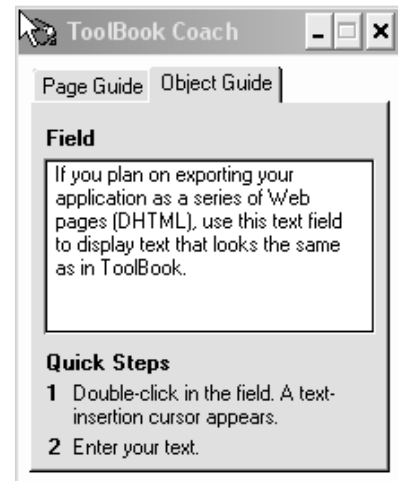 ToolBook Coach
Page Guide Object Guide
Field
If you plan on exporting your
application as a series of Web
pages (DHTML), use this text field
to display text that looks the same
as in ToolBook.
Quick Steps
1 Double-click in the field. A text-
insertion cursor appears.
2 Enter your text.